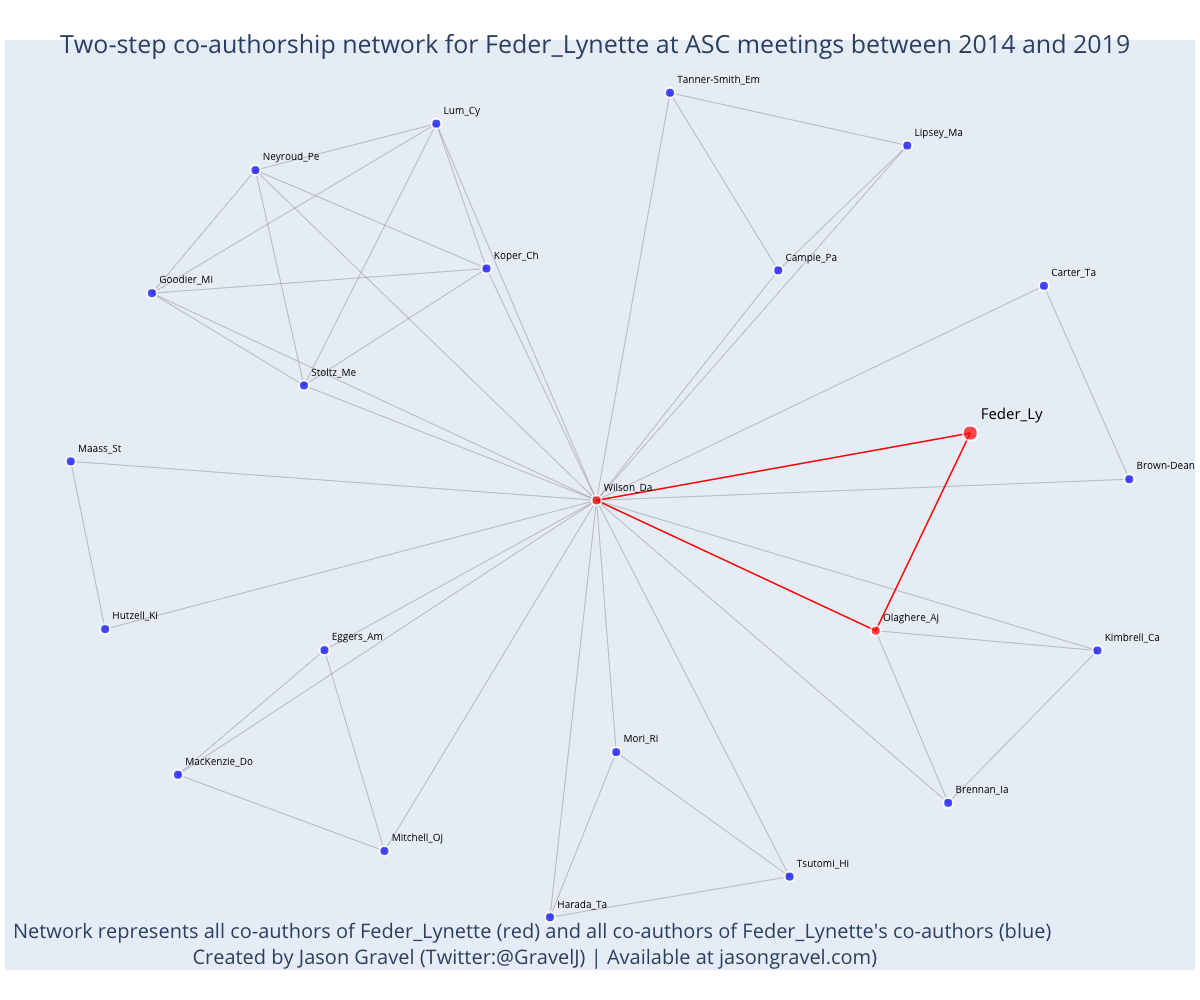 Two-step co-authorship network for Feder_Lynette at ASC meetings between 2014 and 2019
Tanner-Smith_Em
Lum_Cy
Lipsey_Ma
Neyroud_Pe
Koper_Ch
Campie_Pa
Carter_Ta
Goodier_Mi
Stoltz_Me
Feder_Ly
Maass_St
Brown-Dean
Wilson_Da
Hutzell_Ki
Olaghere_Aj
Eggers_Am
Kimbrell_Ca
Mori_Ri
MacKenzie_Do
Brennan_Ia
Mitchell_Oj
Tsutomi_Hi
Harada_Ta
Network represents all co-authors of Feder_Lynette (red) and all co-authors of Feder_Lynette's co-authors (blue)
Created by Jason Gravel (Twitter:@GravelJ) | Available at jasongravel.com)